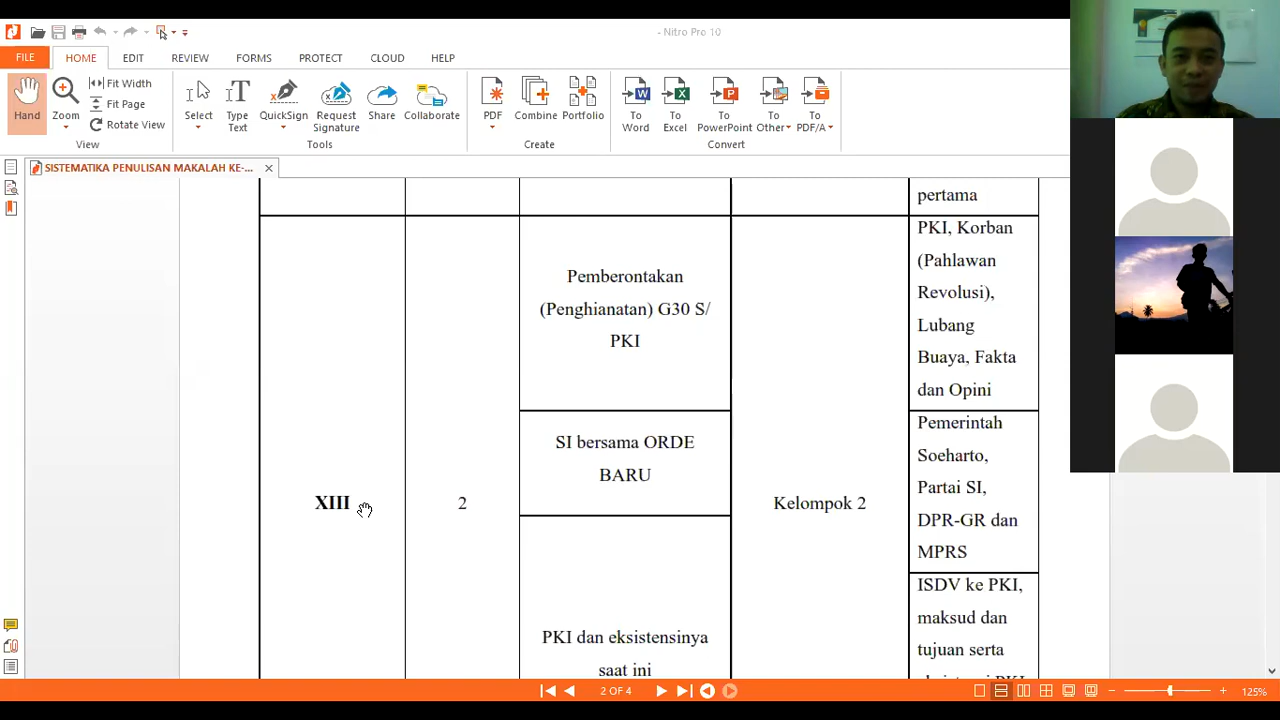 - Nitro Pro 10
FILE
HOME
EDIT
REVIEW
FORMS
PROTECT
CLOUD
HELP
Hand
Zoom
Fit Width
Fit Page
Rotate View
View
Select
Type
Text
QuickSign
Request
Signature
Share
Collaborate
Tools
PDF
Combine
Portfolio
Create
To
Word
To
Excel
To
PowerPoint
To
Other
To
PDF/A
Convert
SISTEMATIKA PENULISAN MAKALAH KE-...
pertama
XIII
2
Pemberontakan
(Penghianatan) G30 S/
PKI
SI bersama ORDE
BARU
PKI dan eksistensinya
saat ini
Kelompok 2
PKI, Korban
(Pahlawan
Revolusi),
Lubang
Buaya, Fakta
dan Opini
Pemerintah
Soeharto,
Partai SI,
DPR-GR dan
MPRS
ISDV ke PKI,
maksud dan
tujuan serta
2 OF 4
125%